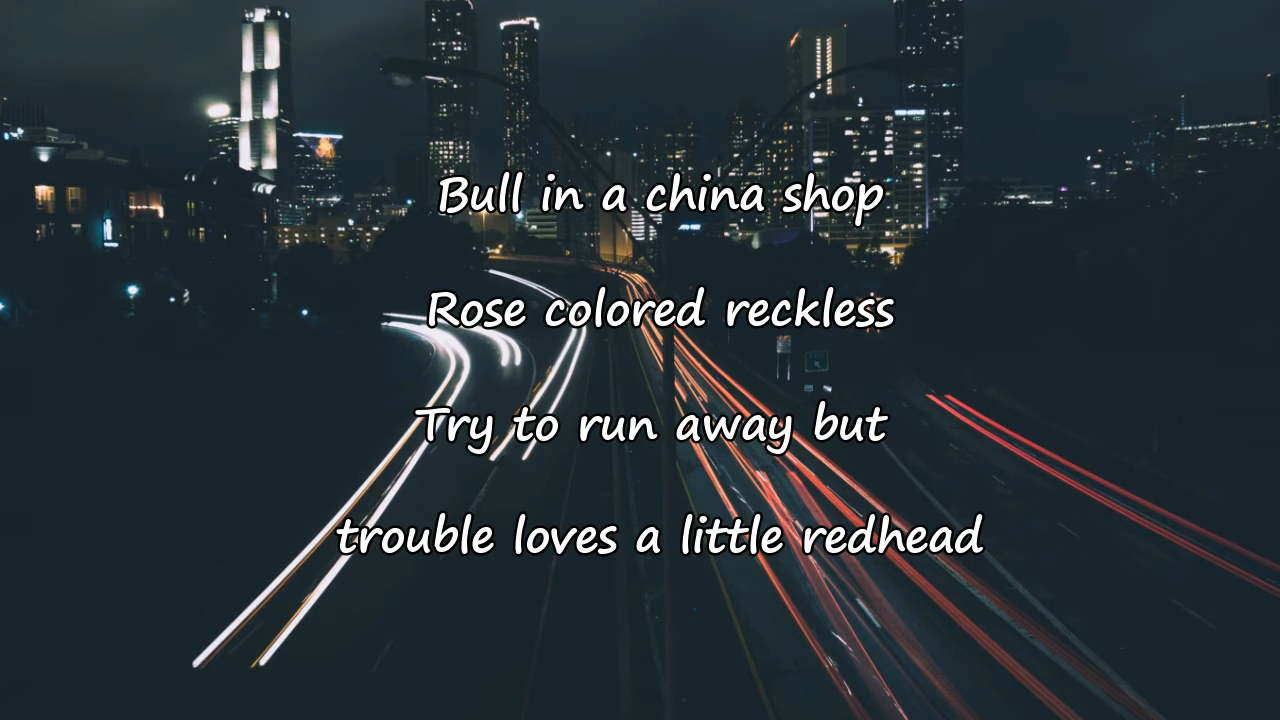 Bull in a china shop
Rose colored reckless
Try to run away but
trouble loves a little redhead